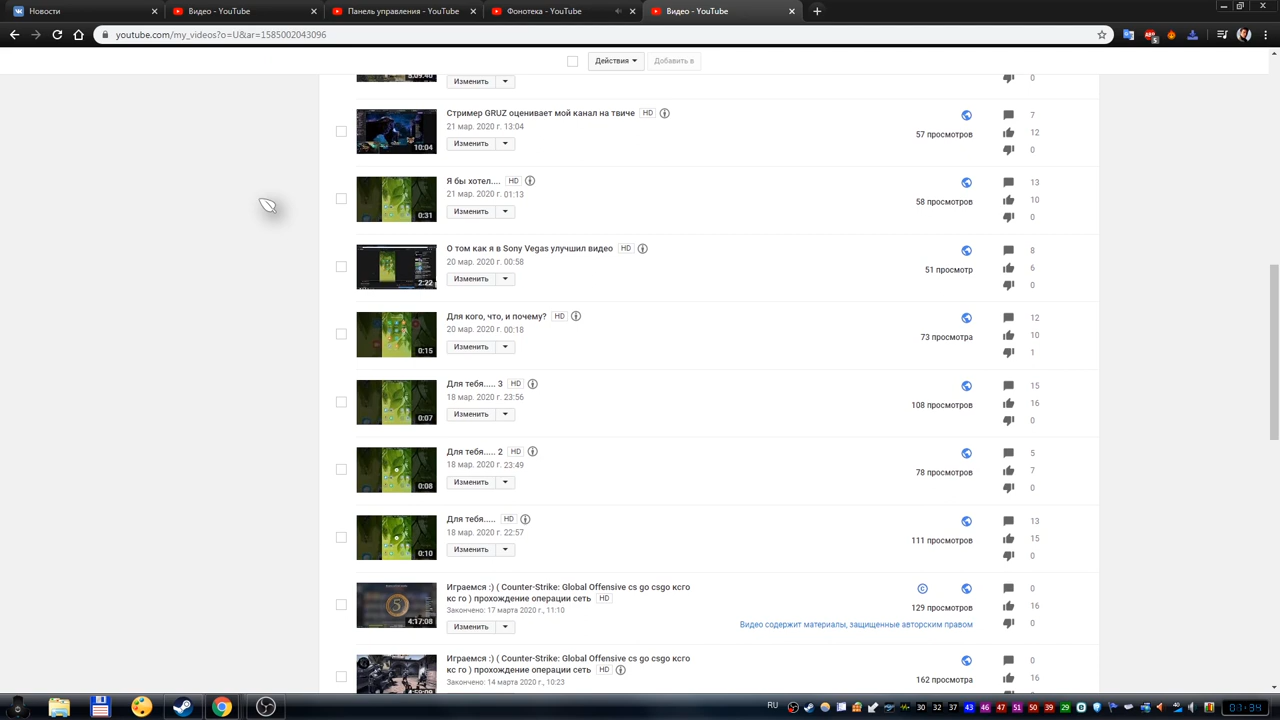 Новости
YouTube - YouTube
Панель управления - YouTube
Фонотека - YouTube
YouTube - YouTube
youtube.com/my_videos?o=U&ar=1585002043096
Действия
Добавить в
Изменить
0
Стример GRUZ оценивает мой канал на твиче HD
21 мар. 2020 г. 13:04
10:04
Изменить
57 просмотров
7
12
0
Я бы хотел.... HD
21 мар. 2020 г. 01:13
0:31
Изменить
58 просмотров
13
10
0
О том как я в Sony Vegas улучшил видео HD
20 мар. 2020 г. 00:58
2:22
Изменить
51 просмотр
8
6
0
Для кого, что, и почему? HD
20 мар. 2020 г. 00:18
0:15
Изменить
73 просмотра
12
10
1
Для тебя..... 3 HD
18 мар. 2020 г. 23:56
0:07
Изменить
108 просмотров
15
16
0
Для тебя..... 2 HD
18 мар. 2020 г. 23:49
0:08
Изменить
78 просмотров
5
7
0
Для тебя..... HD
18 мар. 2020 г. 22:57
0:10
Изменить
111 просмотров
13
15
0
Играемся :) ( Counter-Strike: Global Offensive cs go csgo ксго
кс го ) прохождение операции сеть HD
Закончено: 17 марта 2020 г., 11:10
4:17:08
Изменить
129 просмотров
Видео содержит материалы, защищенные авторским правом
0
16
0
Играемся :) ( Counter-Strike: Global Offensive cs go csgo ксго
кс го ) прохождение операции сеть HD
Закончено: 14 марта 2020 г., 10:23
162 просмотра
0
16
RU
01:21:34